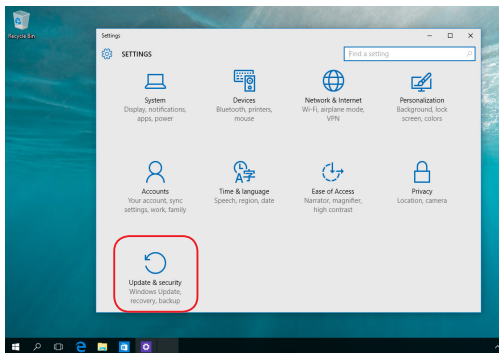 Recycle Bin
Settings
SETTINGS
Find a setting
System
Display, notifications,
apps, power
Devices
Bluetooth, printers,
mouse
Network & Internet
Wi-Fi, airplane mode,
VPN
Personalization
Background, lock
screen, colors
Accounts
Your account, sync
settings, work, family
Time & language
Speech, region, date
Ease of Access
Narrator, magnifier,
high contrast
Privacy
Location, camera
Update & security
Windows Update,
recovery, backup